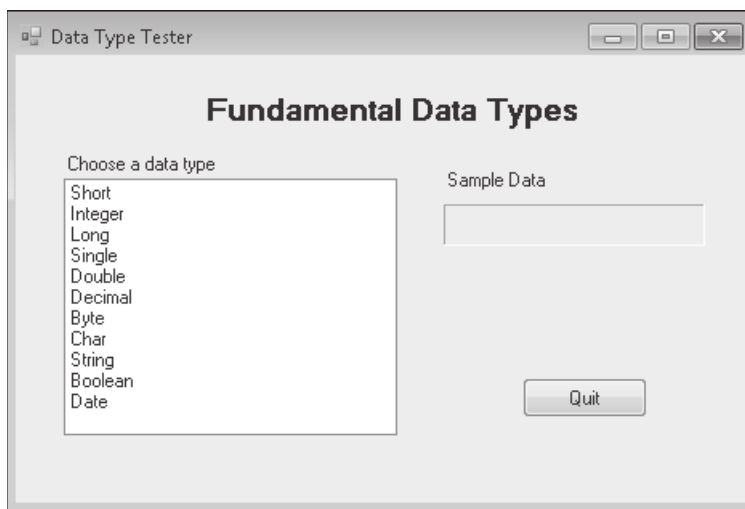 Data Type Tester
Fundamental Data Types
Choose a data type
Short
Integer
Long
Single
Double
Decimal
Byte
Char
String
Boolean
Date
Sample Data
Quit